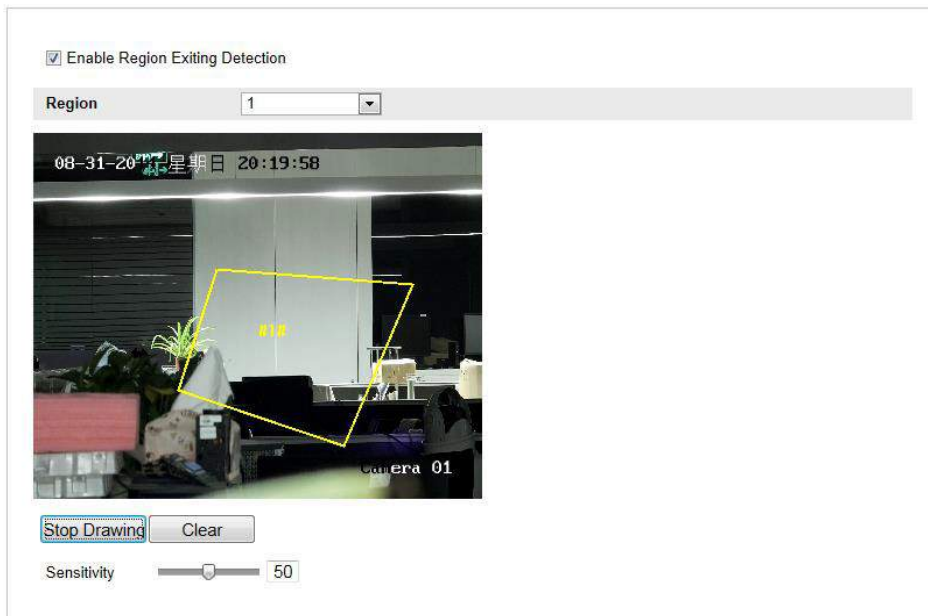 Enable Region Exiting Detection
Region 1
08-31-20 星期日 20:19:58
#1#
Camera 01
Stop Drawing Clear
Sensitivity 50